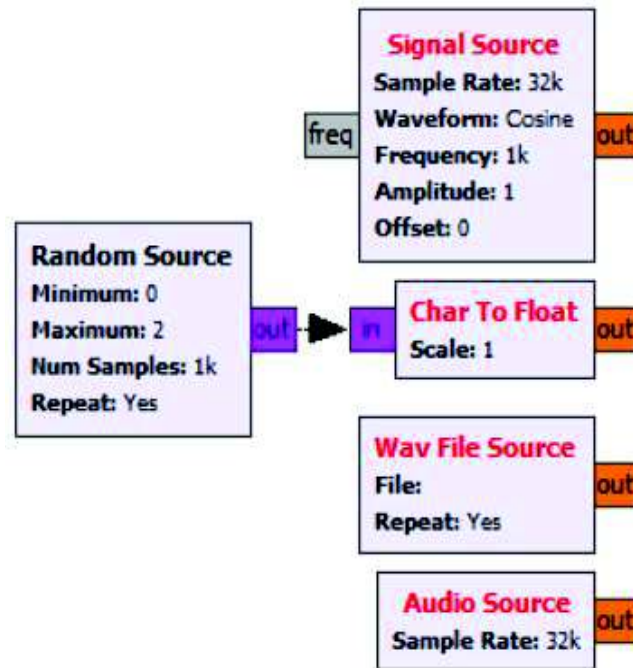 Signal Source
Sample Rate: 32k
Waveform: Cosine
Frequency: 1k
Amplitude: 1
Offset: 0
freq
out
Random Source
Minimum: 0
Maximum: 2
Num Samples: 1k
Repeat: Yes
out
in
Char To Float
Scale: 1
out
Wav File Source
File:
Repeat: Yes
out
Audio Source
Sample Rate: 32k
out